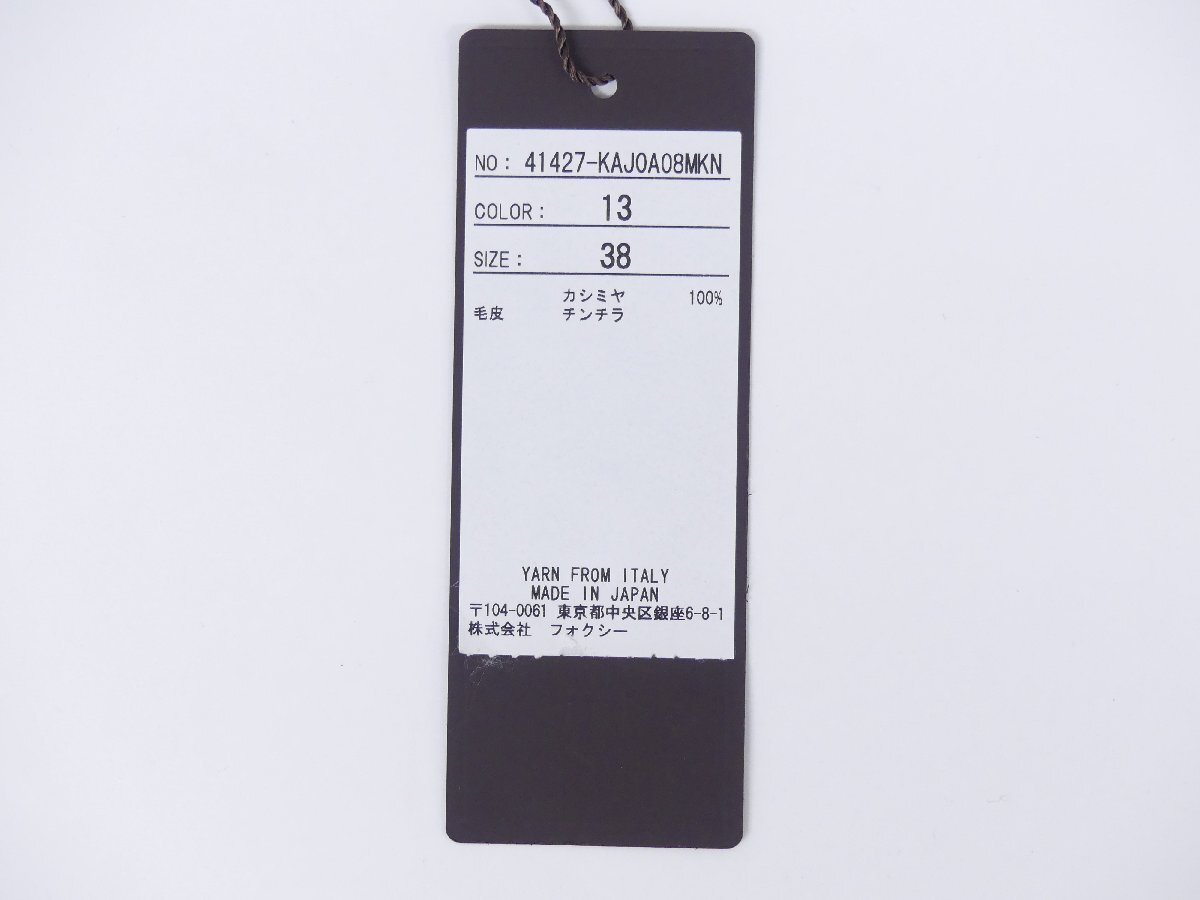 NO: 41427-KAJ0A08MKN
COLOR: 13
SIZE: 38
カシミヤ 100%
毛皮 チンチラ
YARN FROM ITALY
MADE IN JAPAN
〒104-0061 東京都中央区銀座6-8-1
株式会社 フォクシー